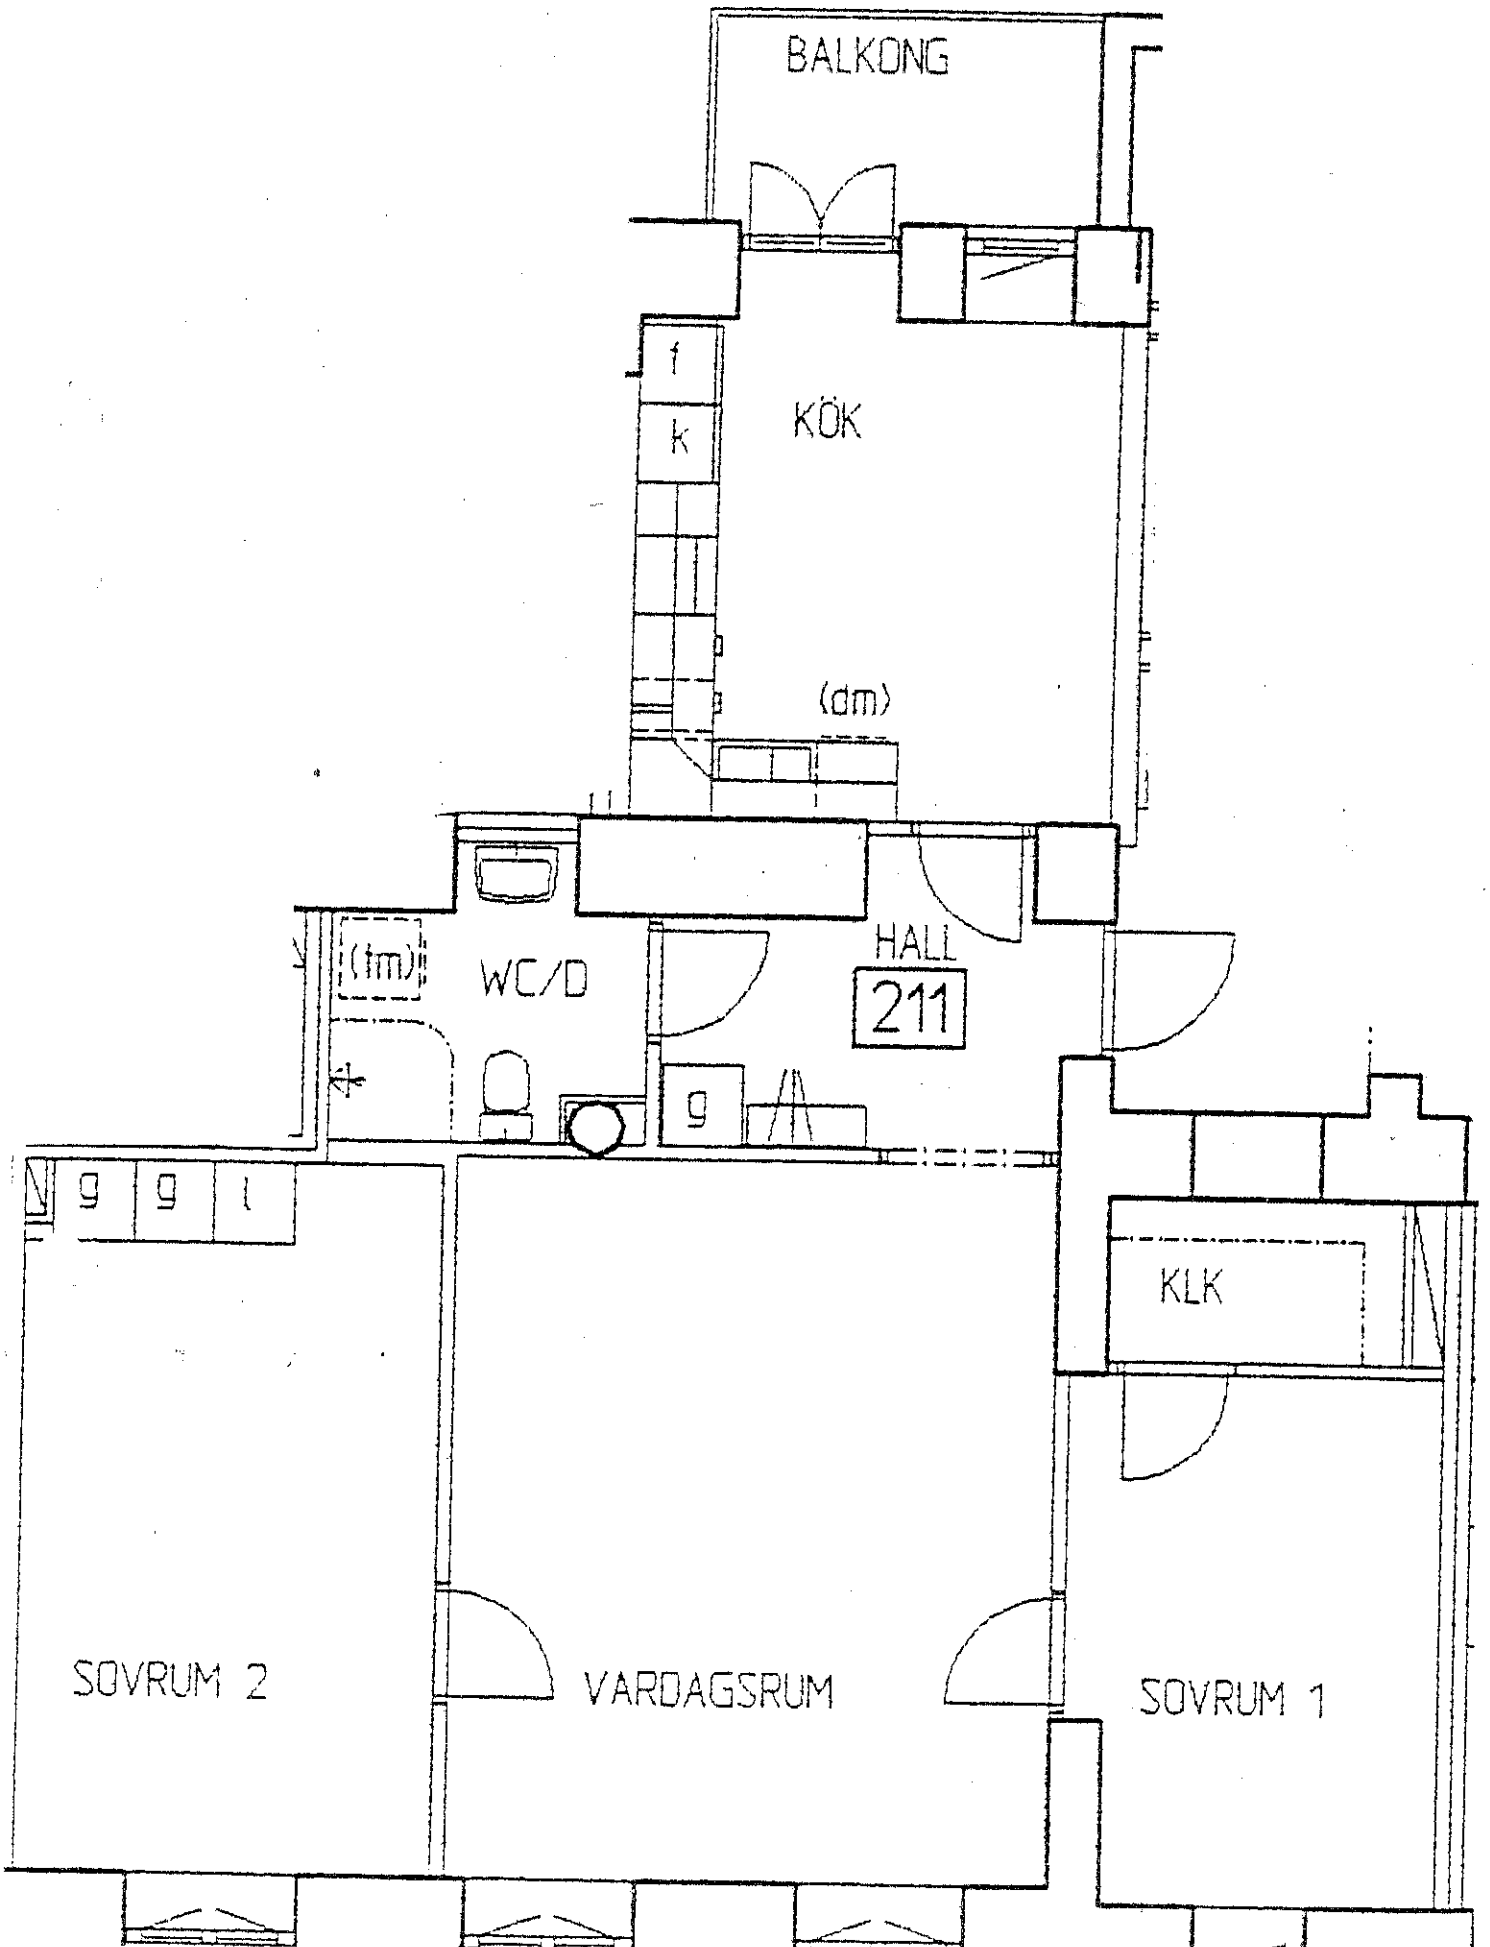 BALKONG
f
k
KÖK
(dm)
HALL
211
(tm)
WC/D
g
g
g
l
KLK
SOVRUM 2
VARDAGSRUM
SOVRUM 1